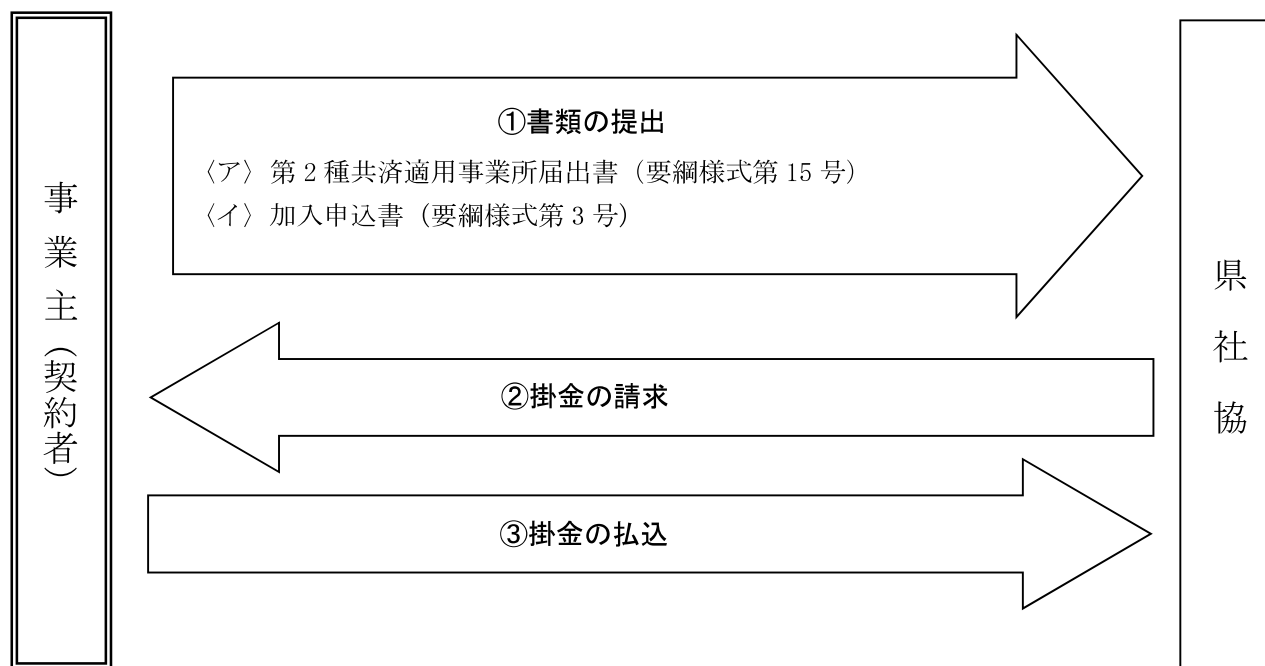 事業主（契約者）
①書類の提出
〈ア〉第２種共済適用事業所届出書（要綱様式第 15 号）
〈イ〉加入申込書（要綱様式第 3 号）
②掛金の請求
③掛金の払込
県社協